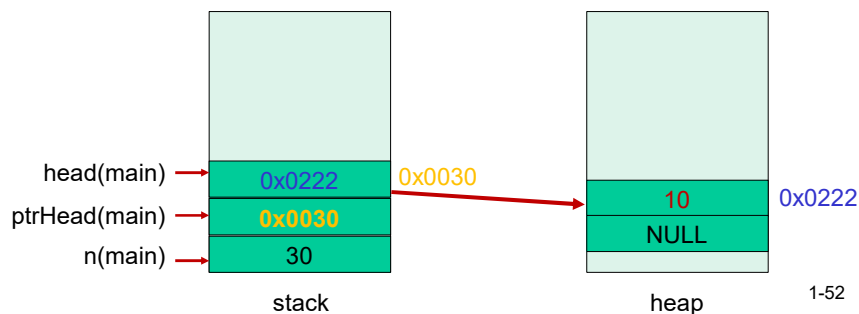 head(main)
0x0222
0x0030
ptrHead(main)
0x0030
n(main)
30
stack
10
0x0222
NULL
heap
1-52